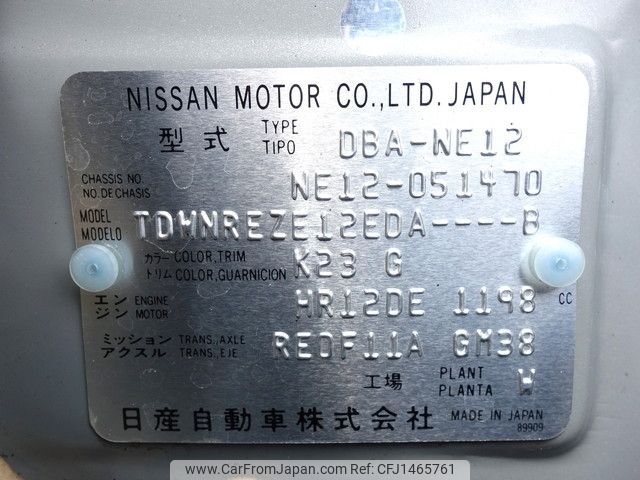 NISSAN MOTOR CO.,LTD. JAPAN
型式 TYPE TIPO DBA-NE12
CHASSIS NO. NO.DE CHASIS NE12-051470
MODEL MODELO TDWNREZE12EDA----B
カラー COLOR,TRIM K23 G
トリム COLOR,GUARNICION
エンジン ENGINE MOTOR HR12DE 1198 CC
ミッション TRANS.,AXLE RE0F11A GM38
アクスル TRANS.,EJE
工場 PLANT PLANTA W
日産自動車株式会社 MADE IN JAPAN
89909
www.CarFromJapan.com | Car ID: CFJ1465761